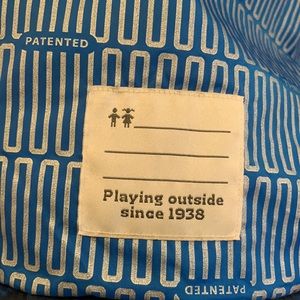 PATENTED
Playing outside
since 1938
PATENTED